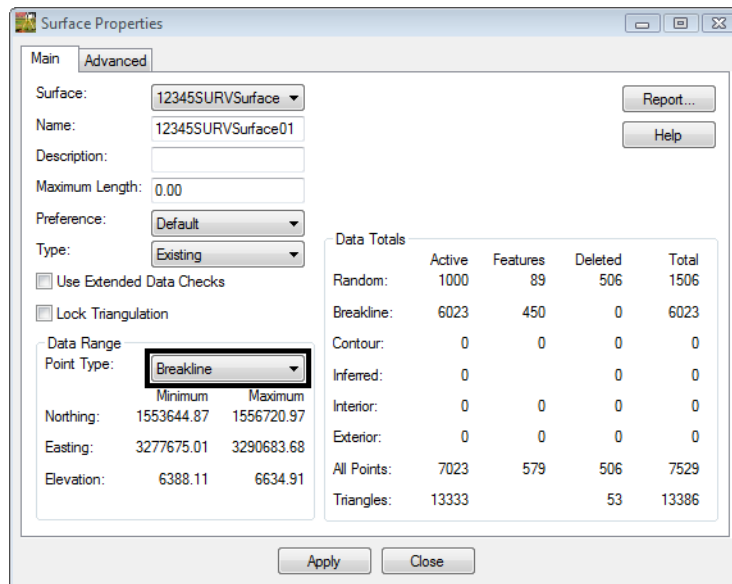 Surface Properties
Main Advanced
Surface: 12345SURVSurface
Report...
Name: 12345SURVSurface01
Help
Description:
Maximum Length: 0.00
Preference: Default
Type: Existing
Use Extended Data Checks
Lock Triangulation
Data Range
Point Type: Breakline
Minimum Maximum
Northing: 1553644.87 1556720.97
Easting: 3277675.01 3290683.68
Elevation: 6388.11 6634.91
Data Totals
Active Features Deleted Total
Random: 1000 89 506 1506
Breakline: 6023 450 0 6023
Contour: 0 0 0 0
Inferred: 0 0 0
Interior: 0 0 0 0
Exterior: 0 0 0 0
All Points: 7023 579 506 7529
Triangles: 13333 53 13386
Apply Close